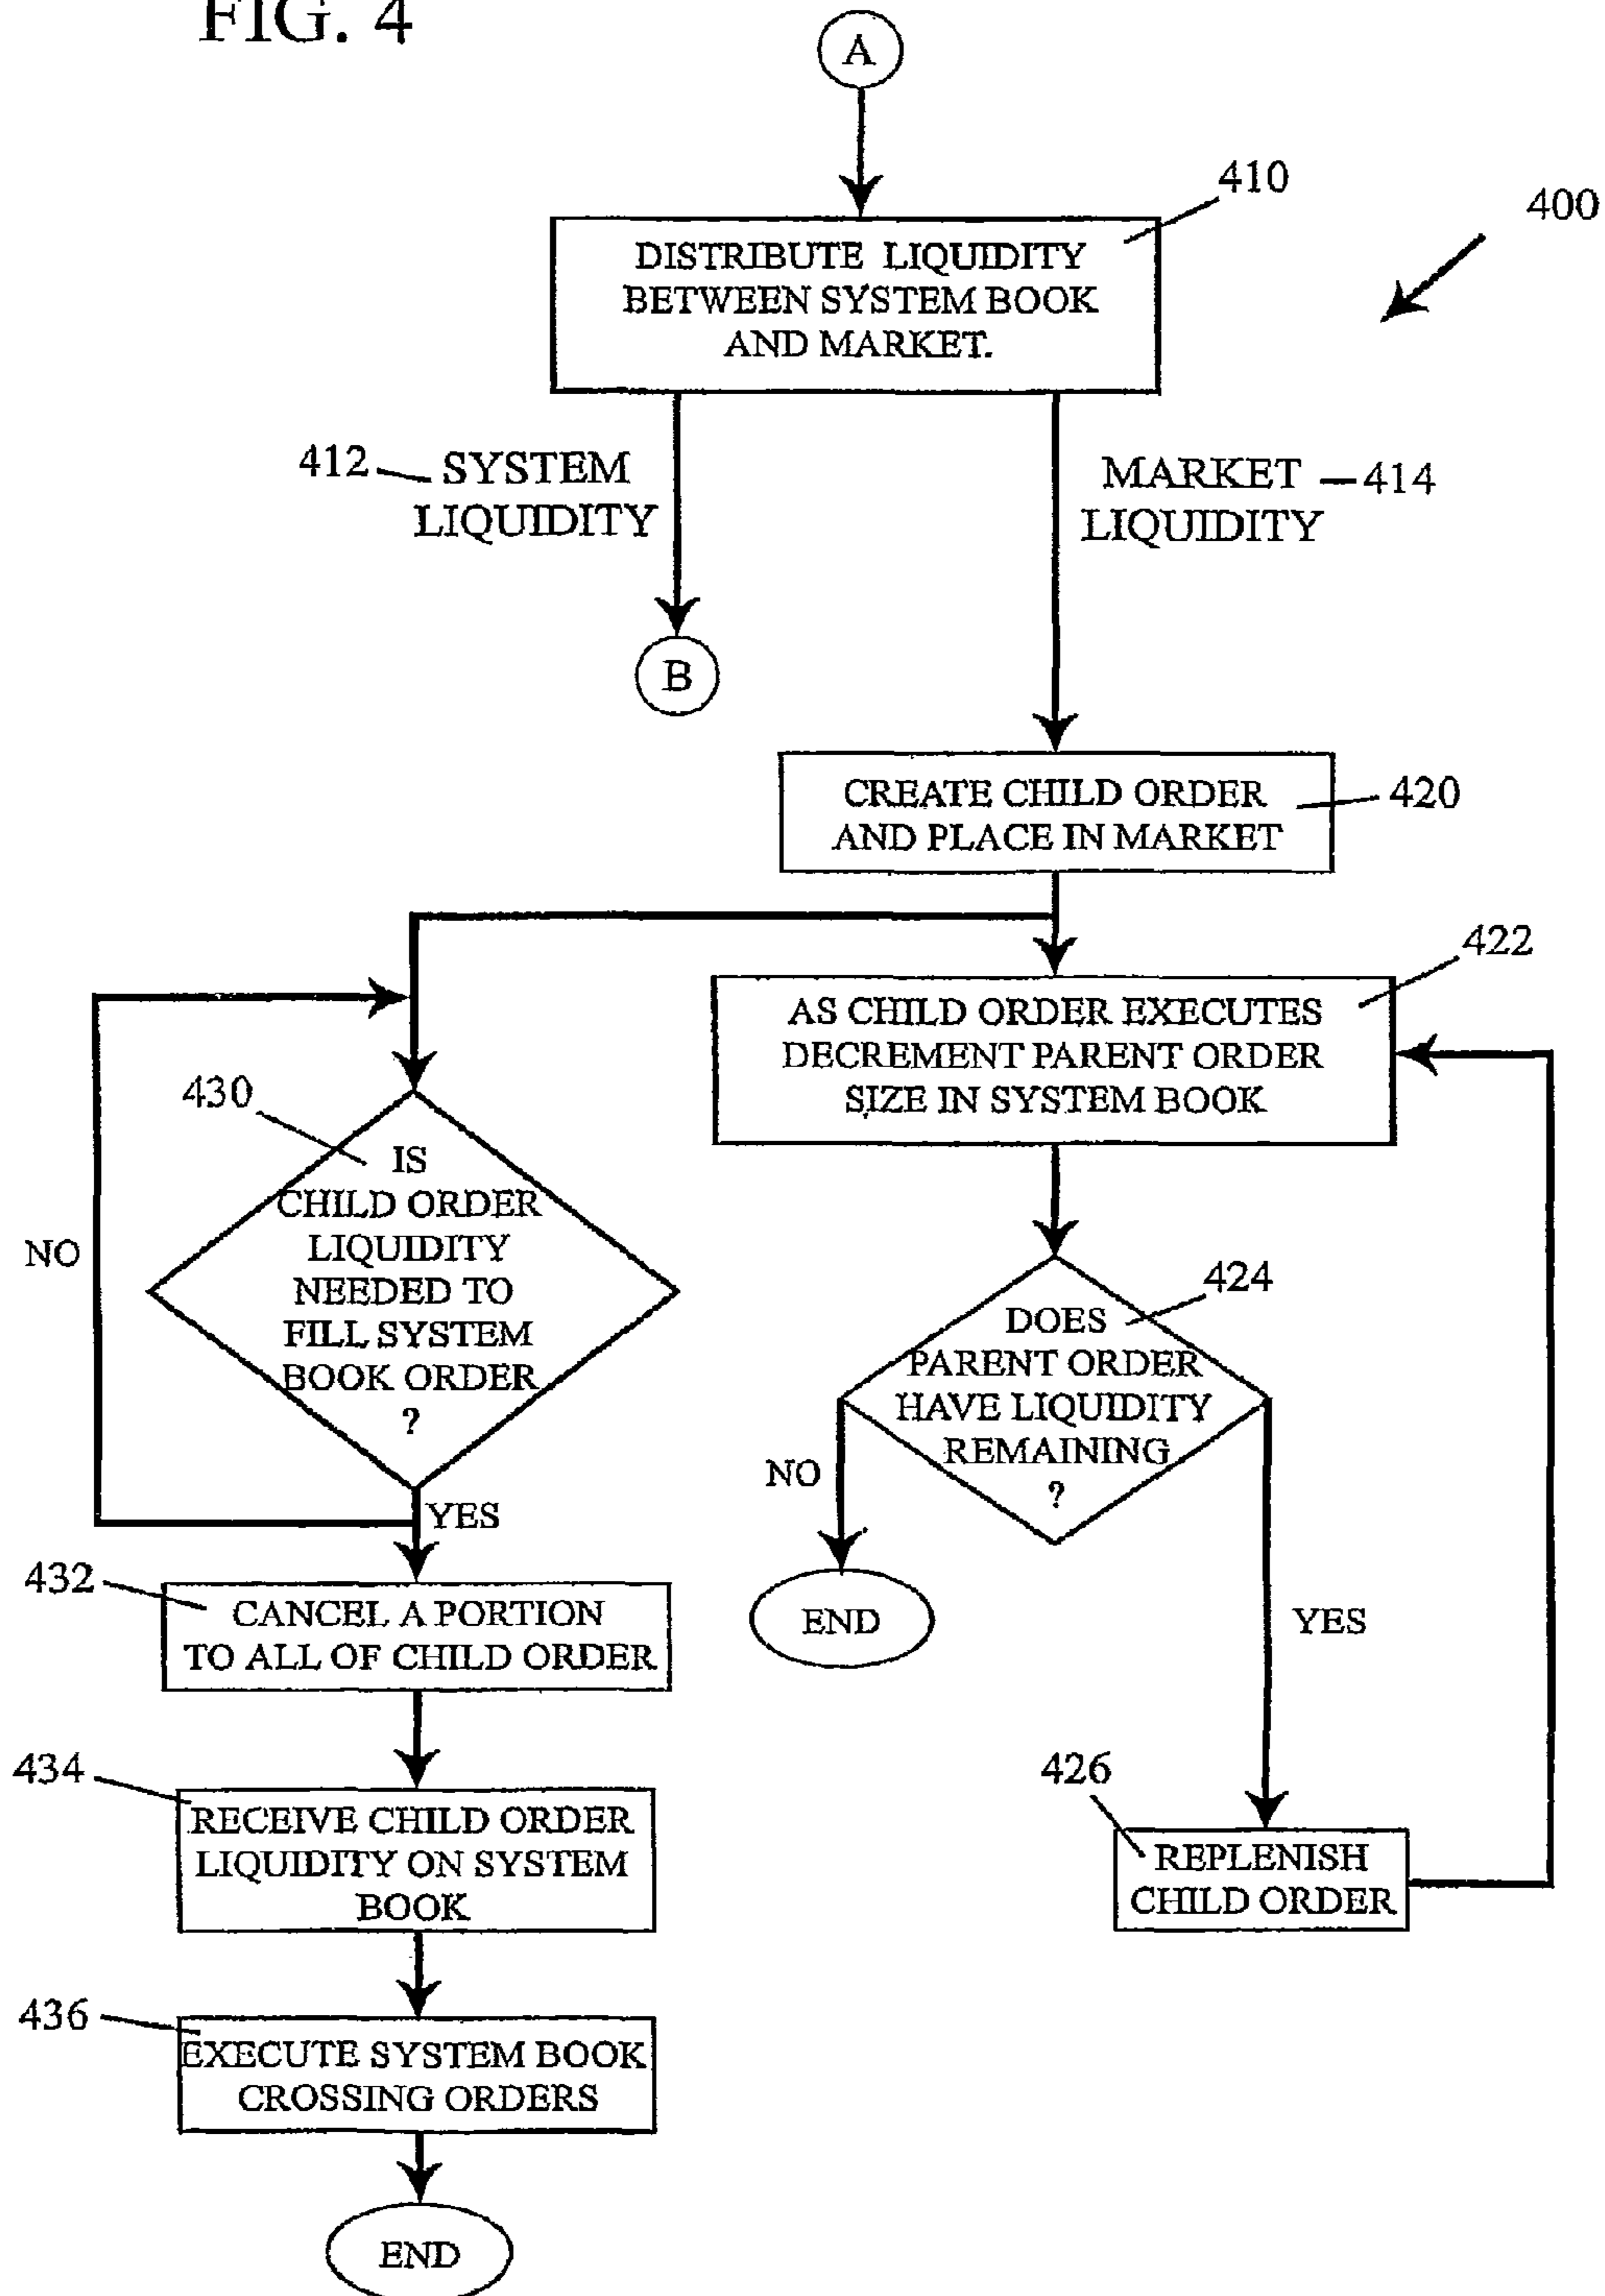 FIG. 4
A
410
400
DISTRIBUTE LIQUIDITY
BETWEEN SYSTEM BOOK
AND MARKET.
412
SYSTEM
LIQUIDITY
MARKET
LIQUIDITY
414
B
CREATE CHILD ORDER
AND PLACE IN MARKET
420
422
AS CHILD ORDER EXECUTES
DECREMENT PARENT ORDER
SIZE IN SYSTEM BOOK
430
IS
CHILD ORDER
LIQUIDITY
NEEDED TO
FILL SYSTEM
BOOK ORDER
?
NO
YES
424
DOES
PARENT ORDER
HAVE LIQUIDITY
REMAINING
?
NO
END
YES
432
CANCEL A PORTION
TO ALL OF CHILD ORDER
434
RECEIVE CHILD ORDER
LIQUIDITY ON SYSTEM
BOOK
426
REPLENISH
CHILD ORDER
436
EXECUTE SYSTEM BOOK
CROSSING ORDERS
END